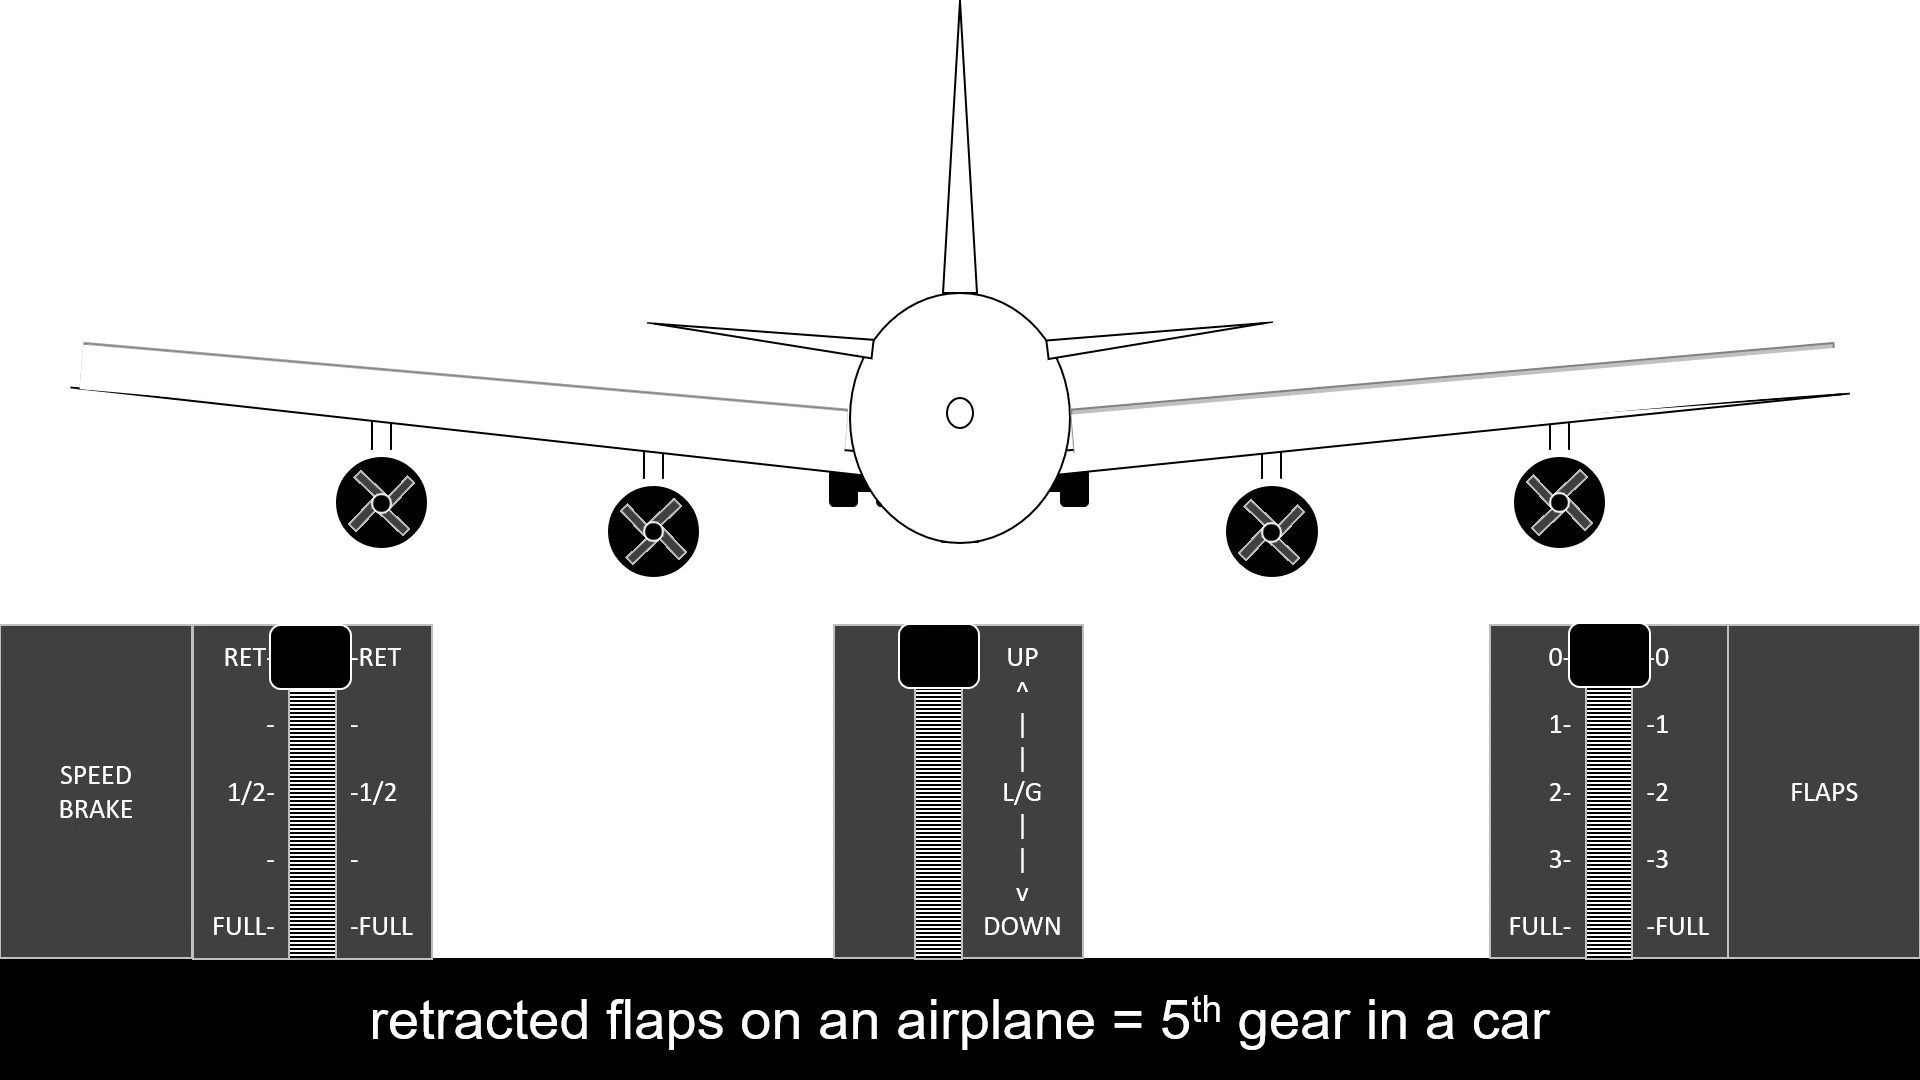 SPEED
BRAKE
RET- -RET
- -
1/2- -1/2
- -
FULL- -FULL
UP
^
|
|
L/G
|
|
v
DOWN
0- -0
1- -1
2- -2
3- -3
FULL- -FULL
FLAPS
retracted flaps on an airplane = 5th gear in a car